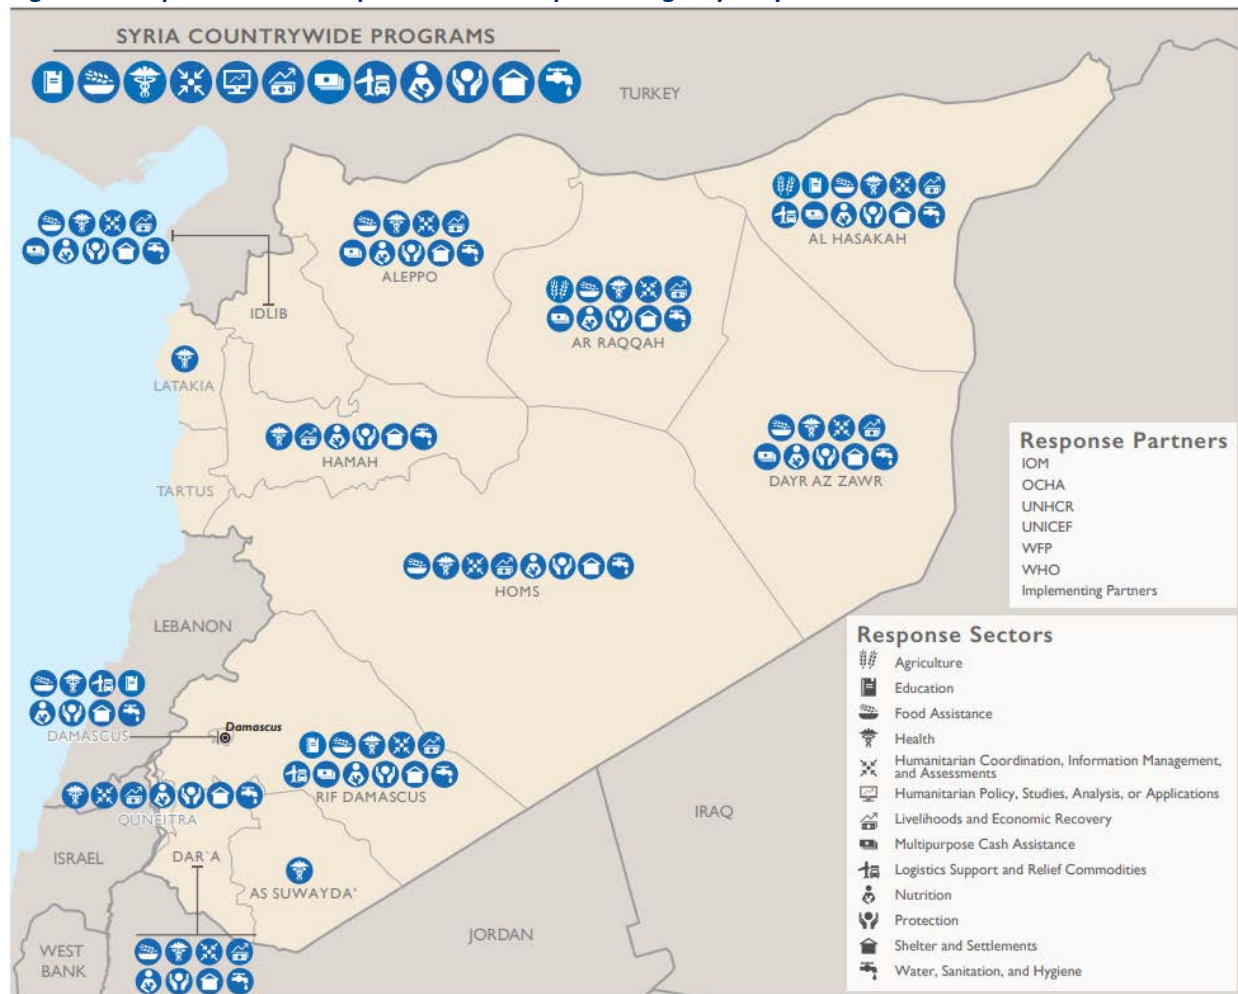 SYRIA COUNTRYWIDE PROGRAMS
TURKEY
AL HASAKAH
ALEPPO
IDLIB
AR RAQQAH
LATAKIA
HAMAH
DAYR AZ ZAWR
TARTUS
HOMS
LEBANON
Damascus
DAMASCUS
RIF DAMASCUS
QUNEITRA
IRAQ
ISRAEL
DAR`A
AS SUWAYDA'
JORDAN
WEST
BANK
Response Partners
IOM
OCHA
UNHCR
UNICEF
WFP
WHO
Implementing Partners
Response Sectors
Agriculture
Education
Food Assistance
Health
Humanitarian Coordination, Information Management,
and Assessments
Humanitarian Policy, Studies, Analysis, or Applications
Livelihoods and Economic Recovery
Multipurpose Cash Assistance
Logistics Support and Relief Commodities
Nutrition
Protection
Shelter and Settlements
Water, Sanitation, and Hygiene